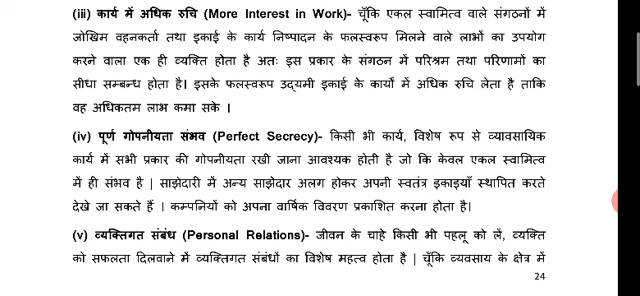 (iii) कार्य में अधिक रुचि (More Interest in Work)- चूँकि एकल स्वामित्व वाले संगठनों में
जोखिम वहनकर्ता तथा इकाई के कार्य निष्पादन के फलस्वरूप मिलने वाले लाभों का उपयोग
करने वाला एक ही व्यक्ति होता है अतः इस प्रकार के संगठन में परिश्रम तथा परिणामों का
सीधा सम्बन्ध होता है। इसके फलस्वरूप उद्यमी इकाई के कार्यों में अधिक रुचि लेता है ताकि
वह अधिकतम लाभ कमा सके ।
(iv) पूर्ण गोपनीयता संभव (Perfect Secrecy)- किसी भी कार्य, विशेष रूप से व्यावसायिक
कार्य में सभी प्रकार की गोपनीयता रखी जाना आवश्यक होती है जो कि केवल एकल स्वामित्व
में ही संभव है | साझेदारी में अन्य साझेदार अलग होकर अपनी स्वतंत्र इकाइयाँ स्थापित करते
देखे जा सकते हैं । कम्पनियों को अपना वार्षिक विवरण प्रकाशित करना होता है।
(v) व्यक्तिगत संबंध (Personal Relations)- जीवन के चाहे किसी भी पहलू को लें, व्यक्ति
को सफलता दिलवाने में व्यक्तिगत संबंधों का विशेष महत्व होता है | चूँकि व्यवसाय के क्षेत्र में
24